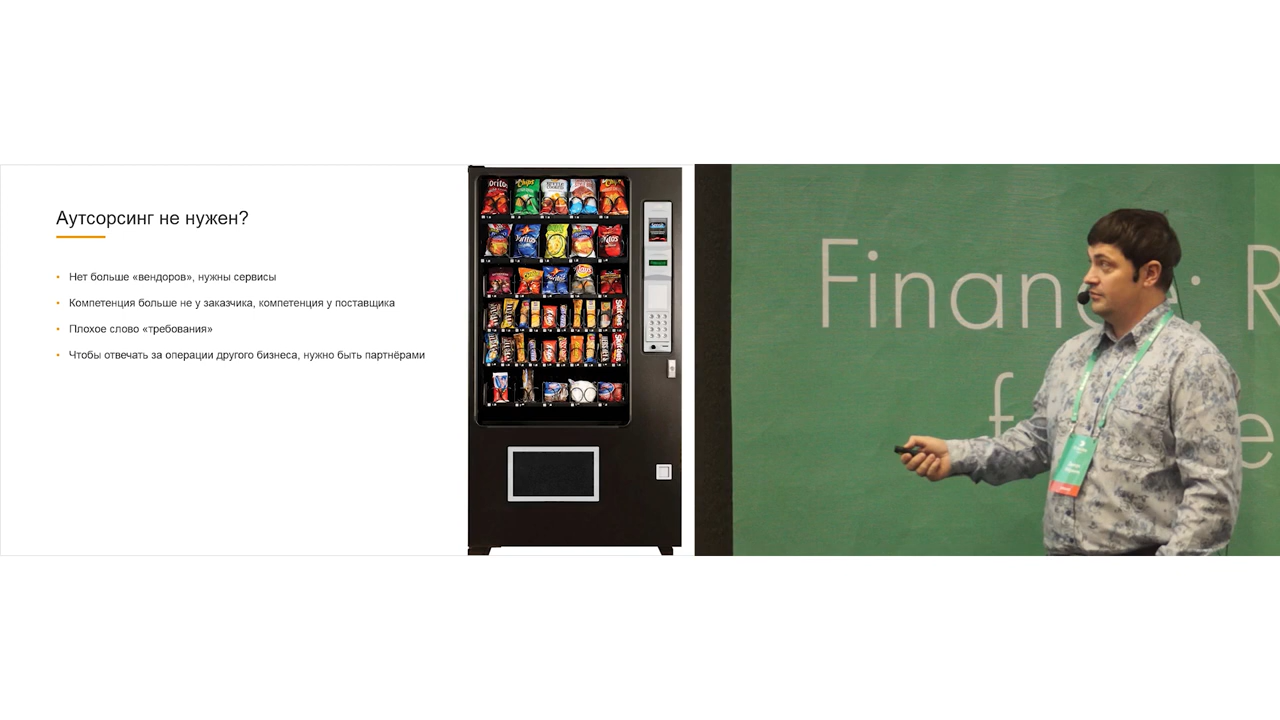 Аутсорсинг не нужен?
• Нет больше «вендоров», нужны сервисы
• Компетенция больше не у заказчика, компетенция у поставщика
• Плохое слово «требования»
• Чтобы отвечать за операции другого бизнеса, нужно быть партнёрами
Finan : R
f e